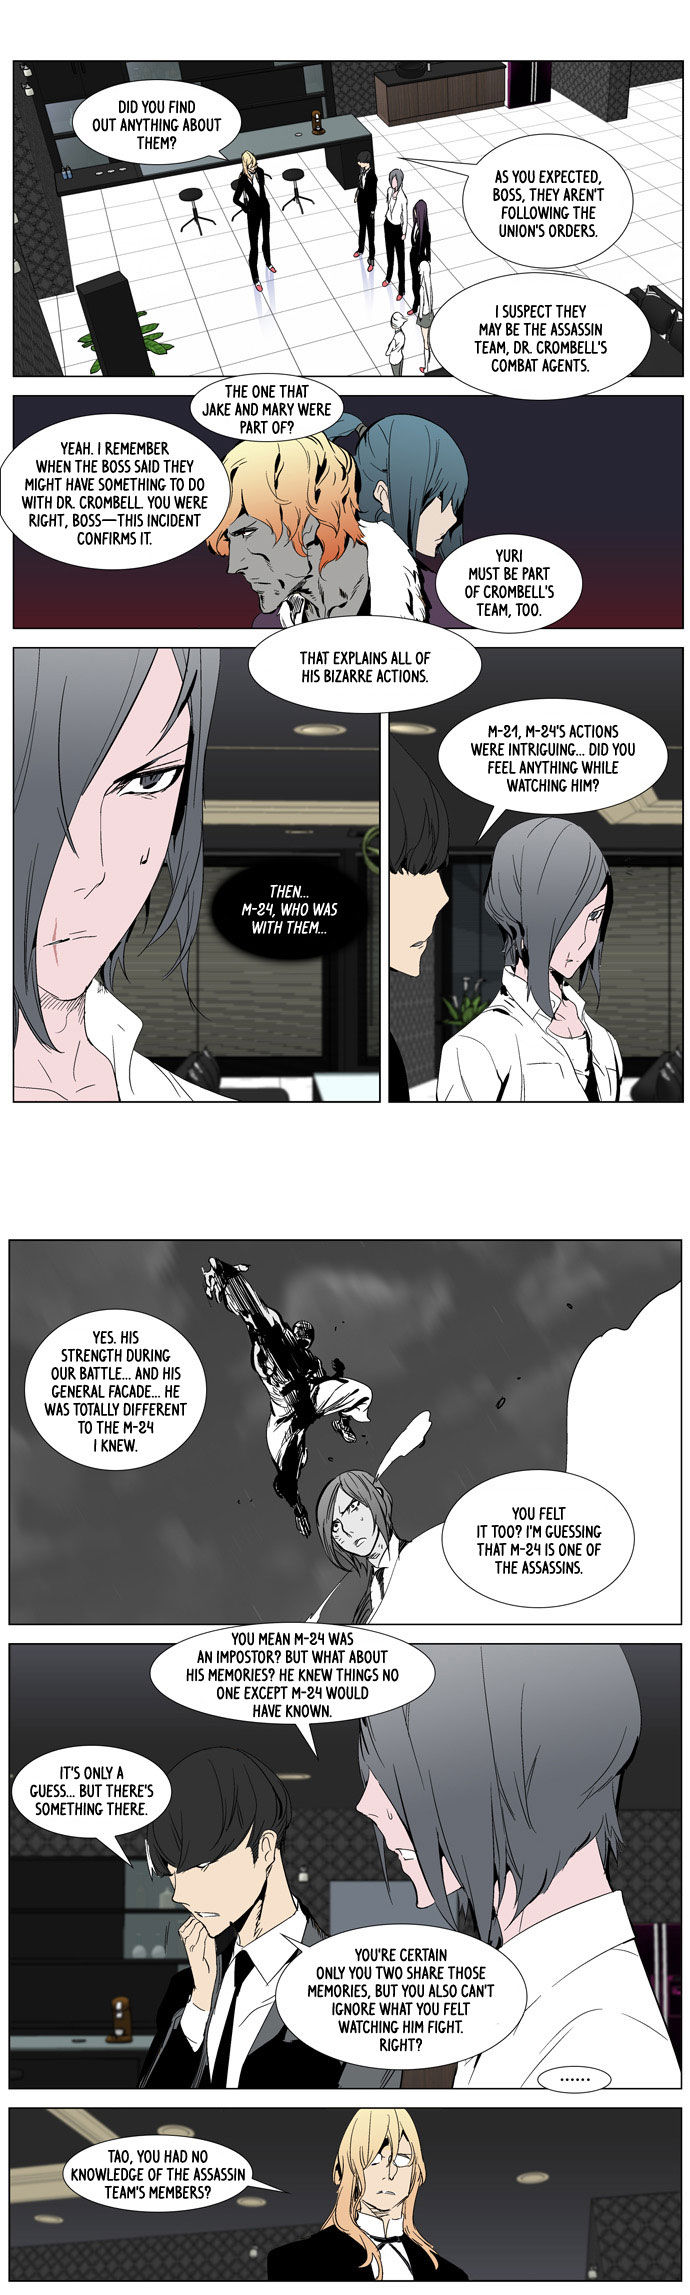 DID YOU FIND
OUT ANYTHING ABOUT
THEM?
AS YOU EXPECTED,
BOSS, THEY AREN'T
FOLLOWING THE
UNION'S ORDERS.
I SUSPECT THEY
MAY BE THE ASSASSIN
TEAM, DR. CROMBELL'S
COMBAT AGENTS.
THE ONE THAT
JAKE AND MARY WERE
PART OF?
YEAH. I REMEMBER
WHEN THE BOSS SAID THEY
MIGHT HAVE SOMETHING TO DO
WITH DR. CROMBELL. YOU WERE
RIGHT, BOSS—THIS INCIDENT
CONFIRMS IT.
YURI
MUST BE PART
OF CROMBELL'S
TEAM, TOO.
THAT EXPLAINS ALL OF
HIS BIZARRE ACTIONS.
THEN...
M-24, WHO WAS
WITH THEM...
M-21, M-24'S ACTIONS
WERE INTRIGUING... DID YOU
FEEL ANYTHING WHILE
WATCHING HIM?
YES. HIS
STRENGTH DURING
OUR BATTLE... AND HIS
GENERAL FACADE... HE
WAS TOTALLY DIFFERENT
TO THE M-24
I KNEW.
YOU FELT
IT TOO? I'M GUESSING
THAT M-24 IS ONE OF
THE ASSASSINS.
YOU MEAN M-24 WAS
AN IMPOSTOR? BUT WHAT ABOUT
HIS MEMORIES? HE KNEW THINGS NO
ONE EXCEPT M-24 WOULD
HAVE KNOWN.
IT'S ONLY A
GUESS... BUT THERE'S
SOMETHING THERE.
YOU'RE CERTAIN
ONLY YOU TWO SHARE THOSE
MEMORIES, BUT YOU ALSO CAN'T
IGNORE WHAT YOU FELT
WATCHING HIM FIGHT.
RIGHT?
......
TAO, YOU HAD NO
KNOWLEDGE OF THE ASSASSIN
TEAM'S MEMBERS?